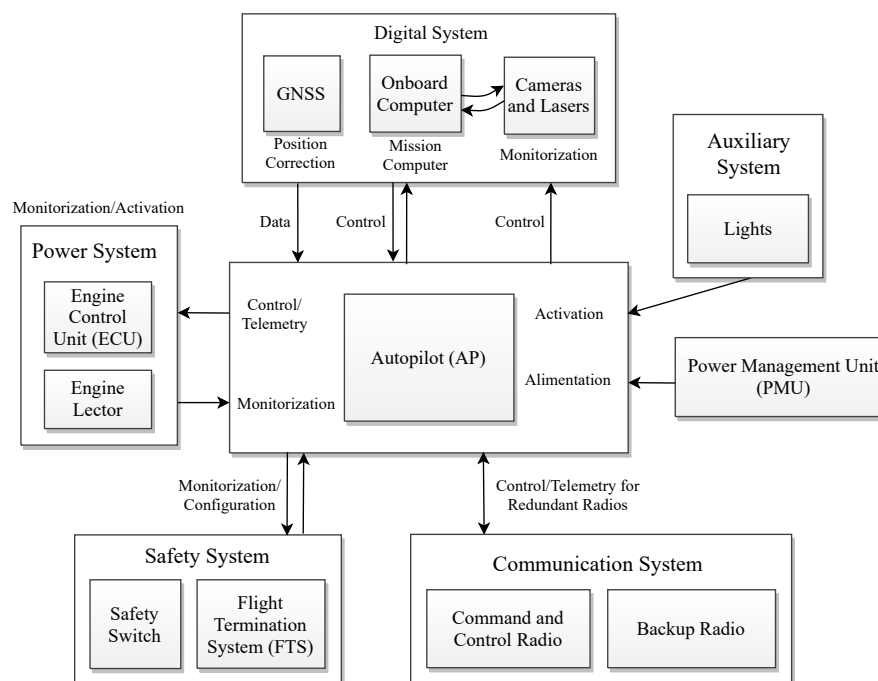 Digital System
GNSS
Position
Correction
Onboard
Computer
Mission
Computer
Cameras
and Lasers
Monitorization
Auxiliary
System
Lights
Data
Control
Control
Monitorization/Activation
Power System
Engine
Control
Unit (ECU)
Engine
Lector
Control/
Telemetry
Monitorization
Autopilot (AP)
Activation
Alimentation
Power Management Unit
(PMU)
Monitorization/
Configuration
Control/Telemetry for
Redundant Radios
Safety System
Safety
Switch
Flight
Termination
System (FTS)
Communication System
Command and
Control Radio
Backup Radio